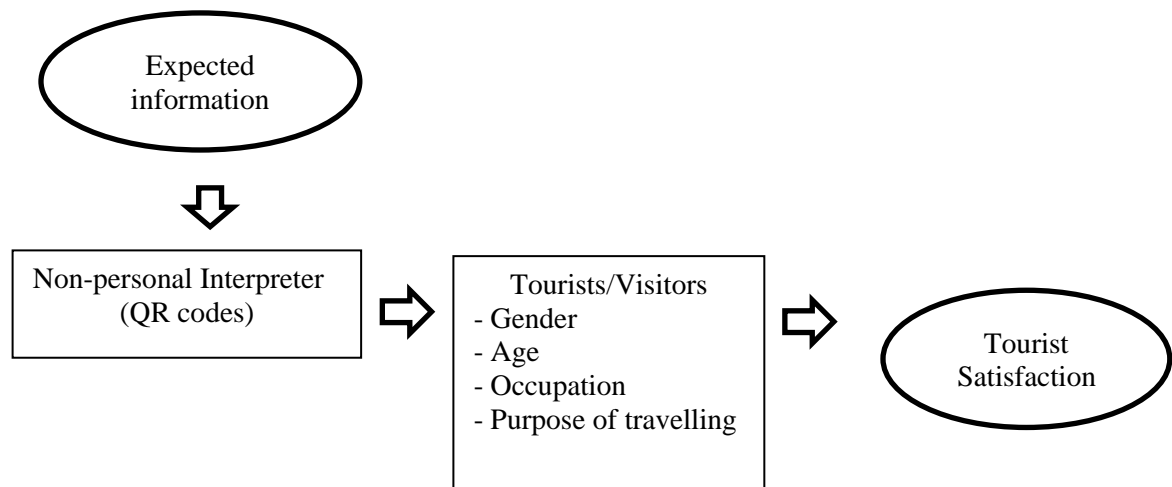 Expected
information
Non-personal Interpreter
(QR codes)
Tourists/Visitors
- Gender
- Age
- Occupation
- Purpose of travelling
Tourist
Satisfaction